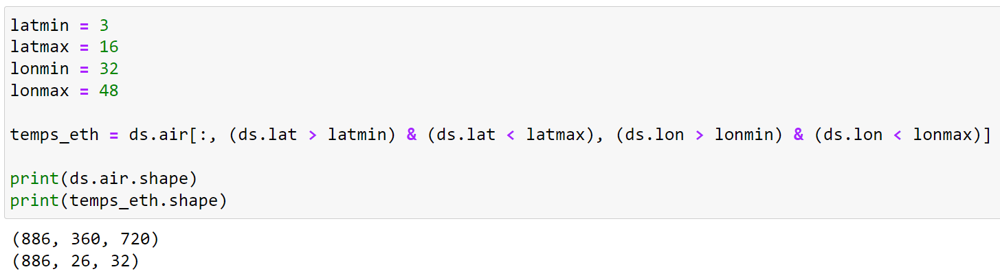 latmin = 3
latmax = 16
lonmin = 32
lonmax = 48
temps_eth = ds.air[:, (ds.lat > latmin) & (ds.lat < latmax), (ds.lon > lonmin) & (ds.lon < lonmax)]
print(ds.air.shape)
print(temps_eth.shape)
(886, 360, 720)
(886, 26, 32)